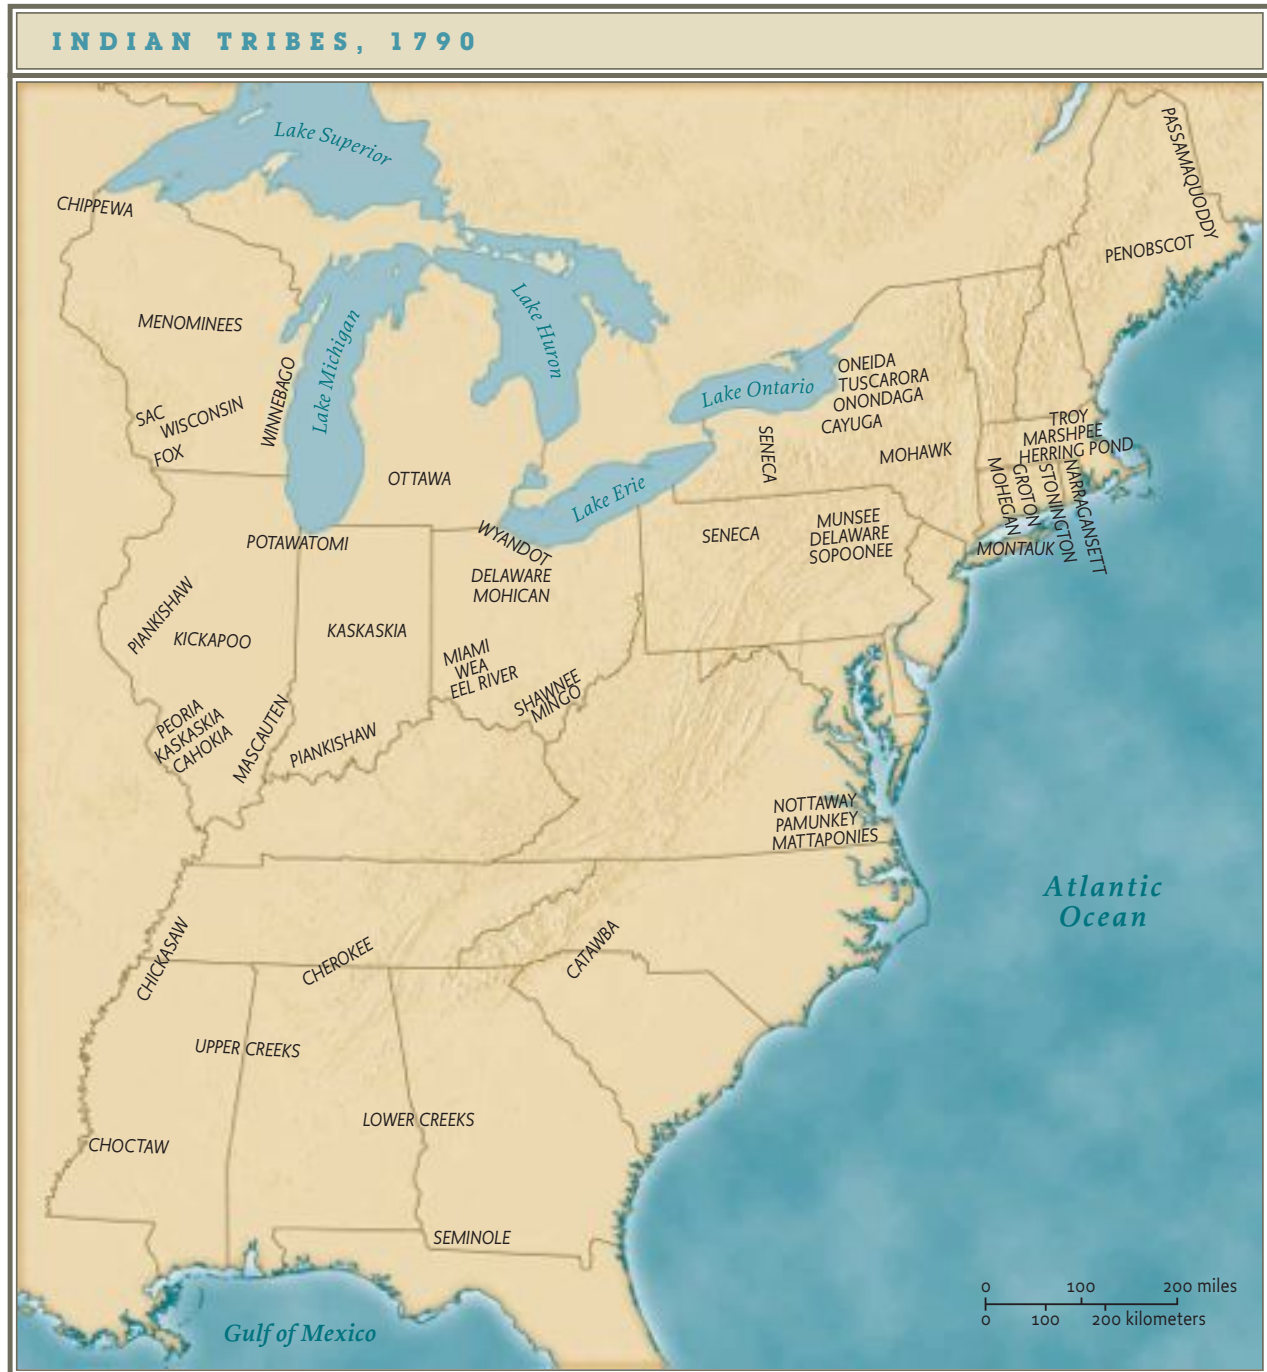 INDIAN TRIBES, 1790
Lake Superior
CHIPPEWA
PASSAMAQUODDY
PENOBSCOT
MENOMINEES
Lake Michigan
Lake Huron
WINNEBAGO
SAC
WISCONSIN
FOX
OTTAWA
Lake Ontario
ONEIDA
TUSCARORA
ONONDAGA
CAYUGA
SENECA
MOHAWK
TROY
MARSHPEE
HERRING POND
MOHEGAN
GROTON
STONINGTON
NARRAGANSETT
MONTAUK
Lake Erie
POTAWATOMI
WYANDOT
DELAWARE
MOHICAN
SENECA
MUNSEE
DELAWARE
SOPOONEE
PIANKISHAW
KICKAPOO
KASKASKIA
MIAMI
WEA
EEL RIVER
SHAWNEE
MINGO
PEORIA
KASKASKIA
CAHOKIA
MASCAUTEN
PIANKISHAW
NOTTAWAY
PAMUNKEY
MATTAPONIES
Atlantic
Ocean
CHICKASAW
CHEROKEE
CATAWBA
UPPER CREEKS
LOWER CREEKS
CHOCTAW
SEMINOLE
Gulf of Mexico
0 100 200 miles
0 100 200 kilometers